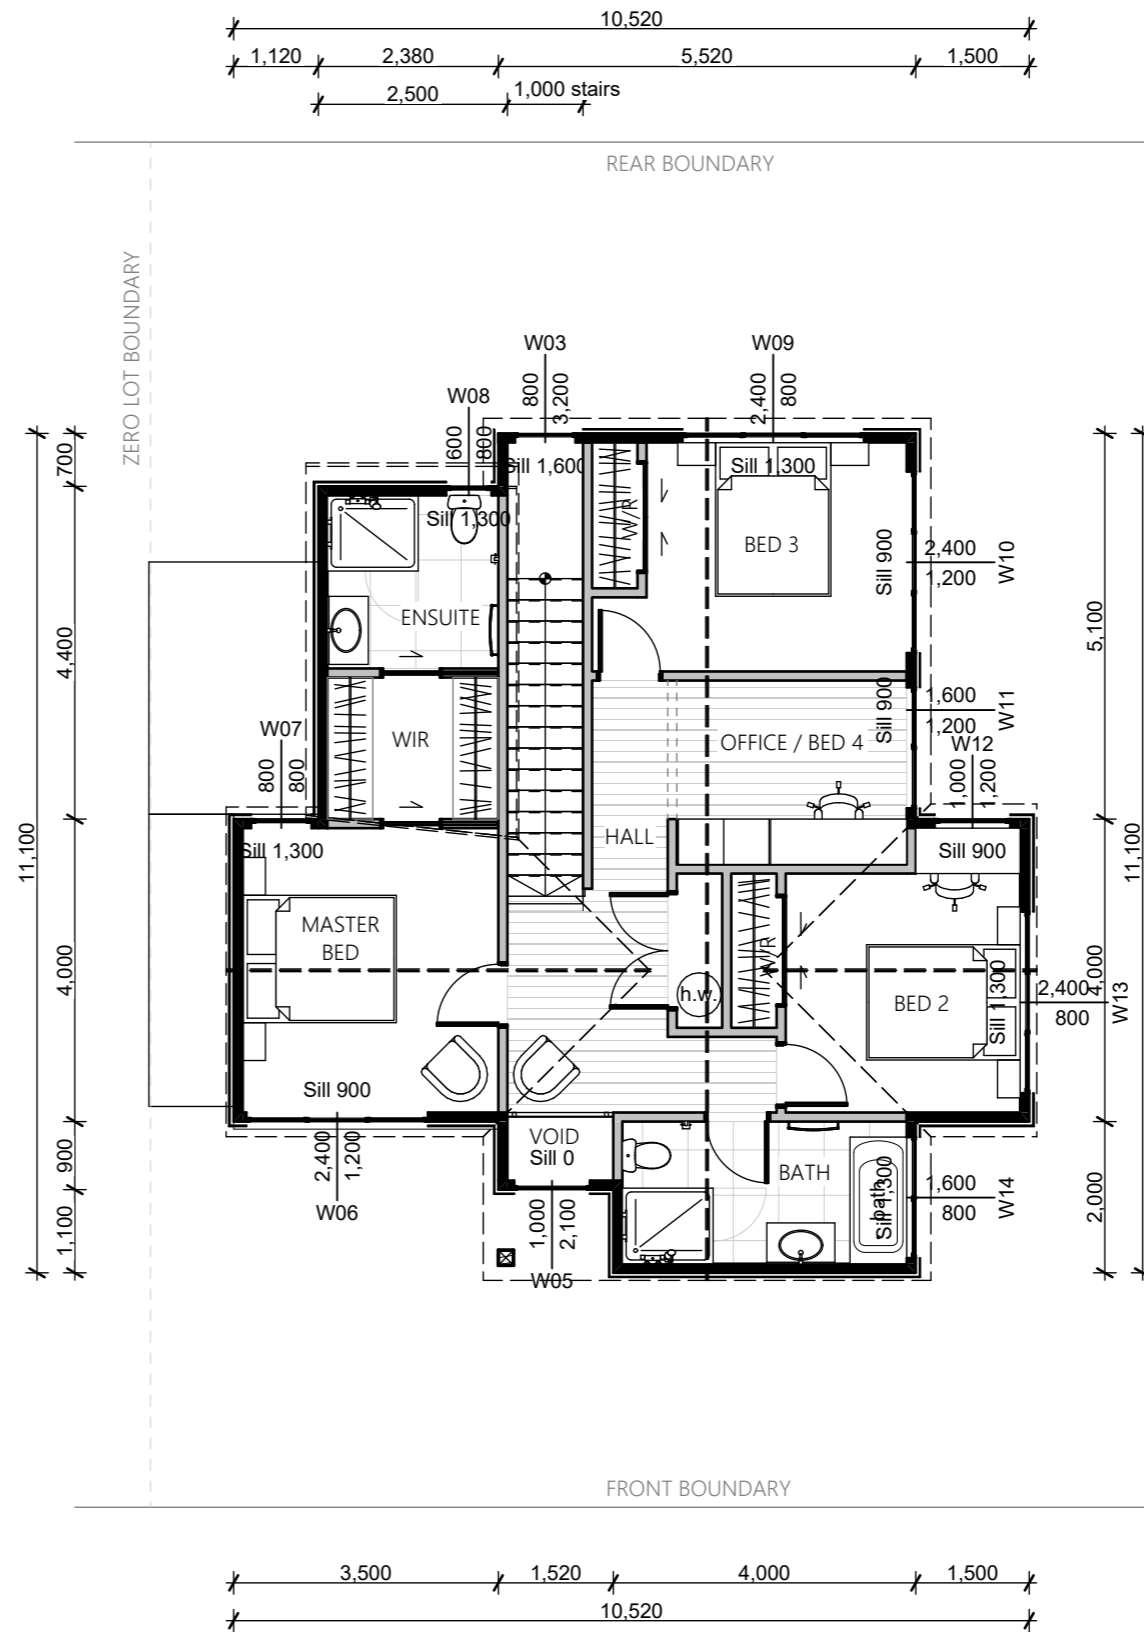 10,520
1,120
2,380
5,520
1,500
2,500
1,000 stairs
REAR BOUNDARY
ZERO LOT BOUNDARY
W03
800
3,200
Sill 1,600
W09
2,400
800
Sill 1,300
W08
600
800
Sill 1,300
700
4,400
4,000
900
1,100
11,100
5,100
4,000
2,000
11,100
W/R
BED 3
Sill 900
2,400
1,200
W10
ENSUITE
WIR
Sill 900
1,600
1,200
W11
OFFICE / BED 4
W07
800
800
Sill 1,300
W12
1,000
1,200
Sill 900
HALL
MASTER
BED
W/R
h.w.
BED 2
Sill 1,300
2,400
800
W13
Sill 900
2,400
1,200
W06
VOID
Sill 0
1,000
2,100
W05
BATH
bath
Sill 1,300
1,600
800
W14
FRONT BOUNDARY
3,500
1,520
4,000
1,500
10,520